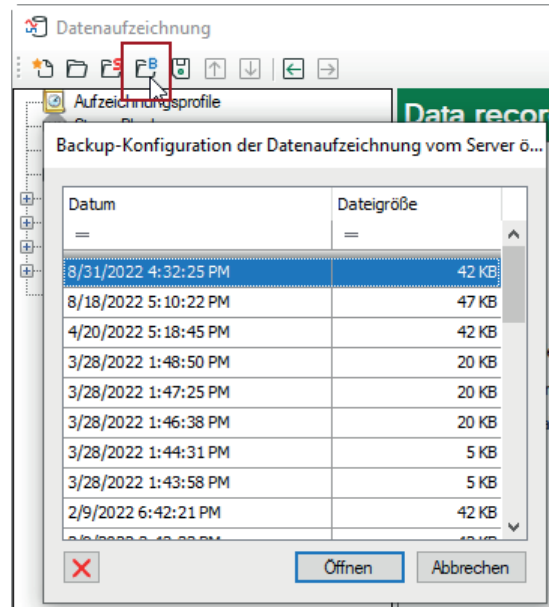 Datenaufzeichnung
S B
Aufzeichnungsprofile
Data recor
Backup-Konfiguration der Datenaufzeichnung vom Server ö...
Datum Dateigröße
= =
8/31/2022 4:32:25 PM 42 KB
8/18/2022 5:10:22 PM 47 KB
4/20/2022 5:18:45 PM 42 KB
3/28/2022 1:48:50 PM 20 KB
3/28/2022 1:47:25 PM 20 KB
3/28/2022 1:46:38 PM 20 KB
3/28/2022 1:44:31 PM 5 KB
3/28/2022 1:43:58 PM 5 KB
2/9/2022 6:42:21 PM 42 KB
Öffnen Abbrechen